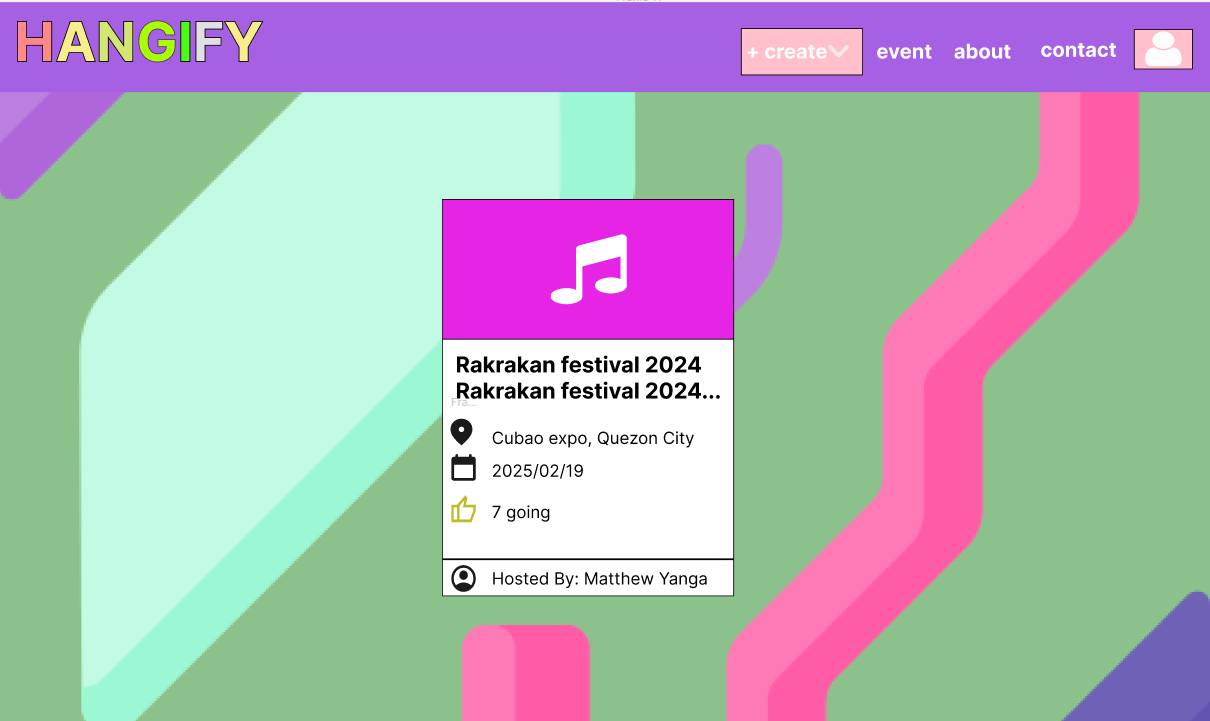 HANGIFY
+ create
event
about
contact
Rakrakan festival 2024
Rakrakan festival 2024...
Fra...
Cubao expo, Quezon City
2025/02/19
7 going
Hosted By: Matthew Yanga